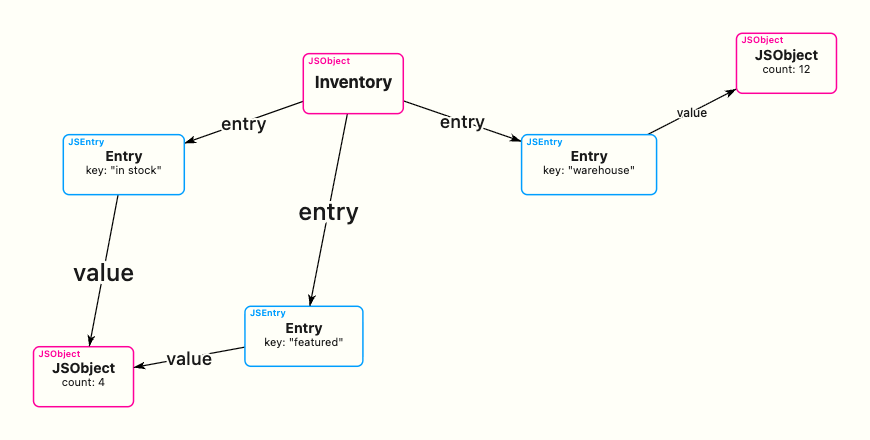 JSObject
JSObject
count: 12
JSObject
Inventory
entry
entry
value
JSEntry
Entry
key: "in stock"
JSEntry
Entry
key: "warehouse"
entry
value
JSEntry
Entry
key: "featured"
value
JSObject
JSObject
count: 4